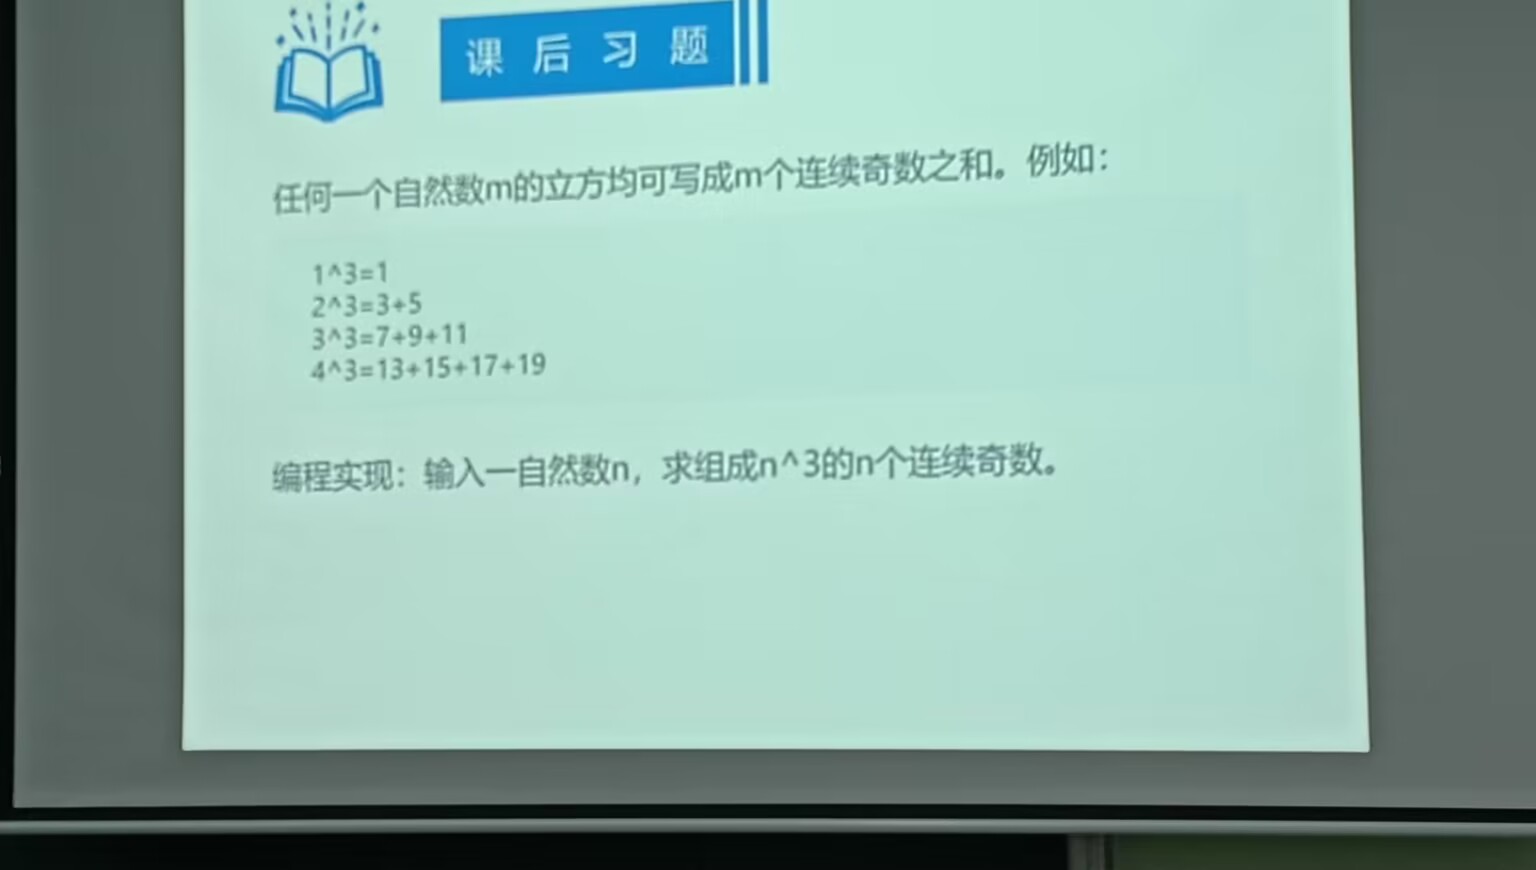 课后习题
任何一个自然数m的立方均可写成m个连续奇数之和。例如：
1^3=1
2^3=3+5
3^3=7+9+11
4^3=13+15+17+19
编程实现：输入一自然数n，求组成n^3的n个连续奇数。